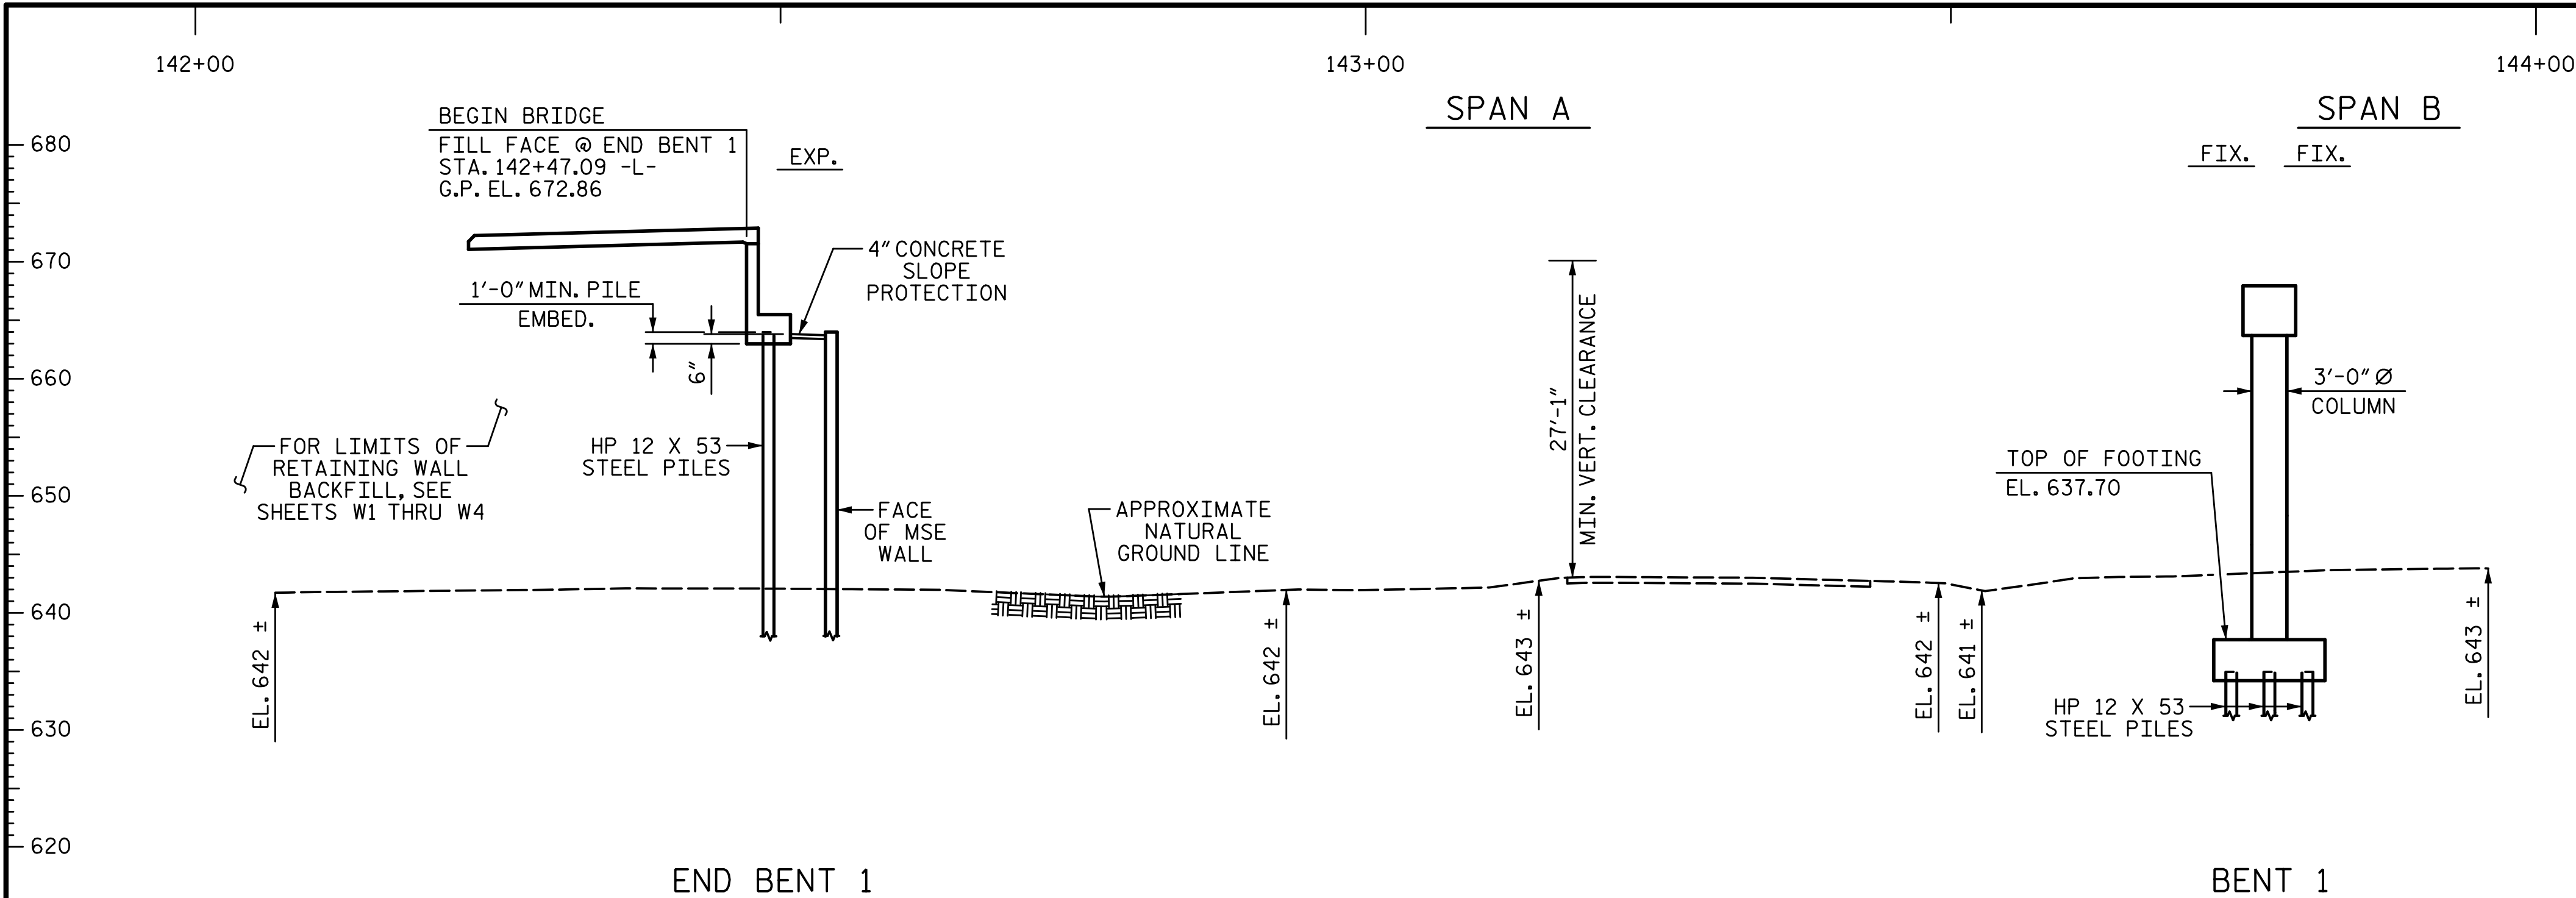 142+00
143+00
144+00
SPAN A
SPAN B
BEGIN BRIDGE
FILL FACE @ END BENT 1
STA. 142+47.09 -L-
G.P. EL. 672.86
EXP.
FIX.
FIX.
680
670
660
650
640
630
620
4" CONCRETE
SLOPE
PROTECTION
1'-0" MIN. PILE
EMBED.
6"
FOR LIMITS OF
RETAINING WALL
BACKFILL, SEE
SHEETS W1 THRU W4
HP 12 X 53
STEEL PILES
FACE
OF MSE
WALL
APPROXIMATE
NATURAL
GROUND LINE
27'-1"
MIN. VERT. CLEARANCE
3'-0" Ø
COLUMN
TOP OF FOOTING
EL. 637.70
EL. 642 ±
EL. 642 ±
EL. 643 ±
EL. 642 ±
EL. 641 ±
EL. 643 ±
HP 12 X 53
STEEL PILES
END BENT 1
BENT 1